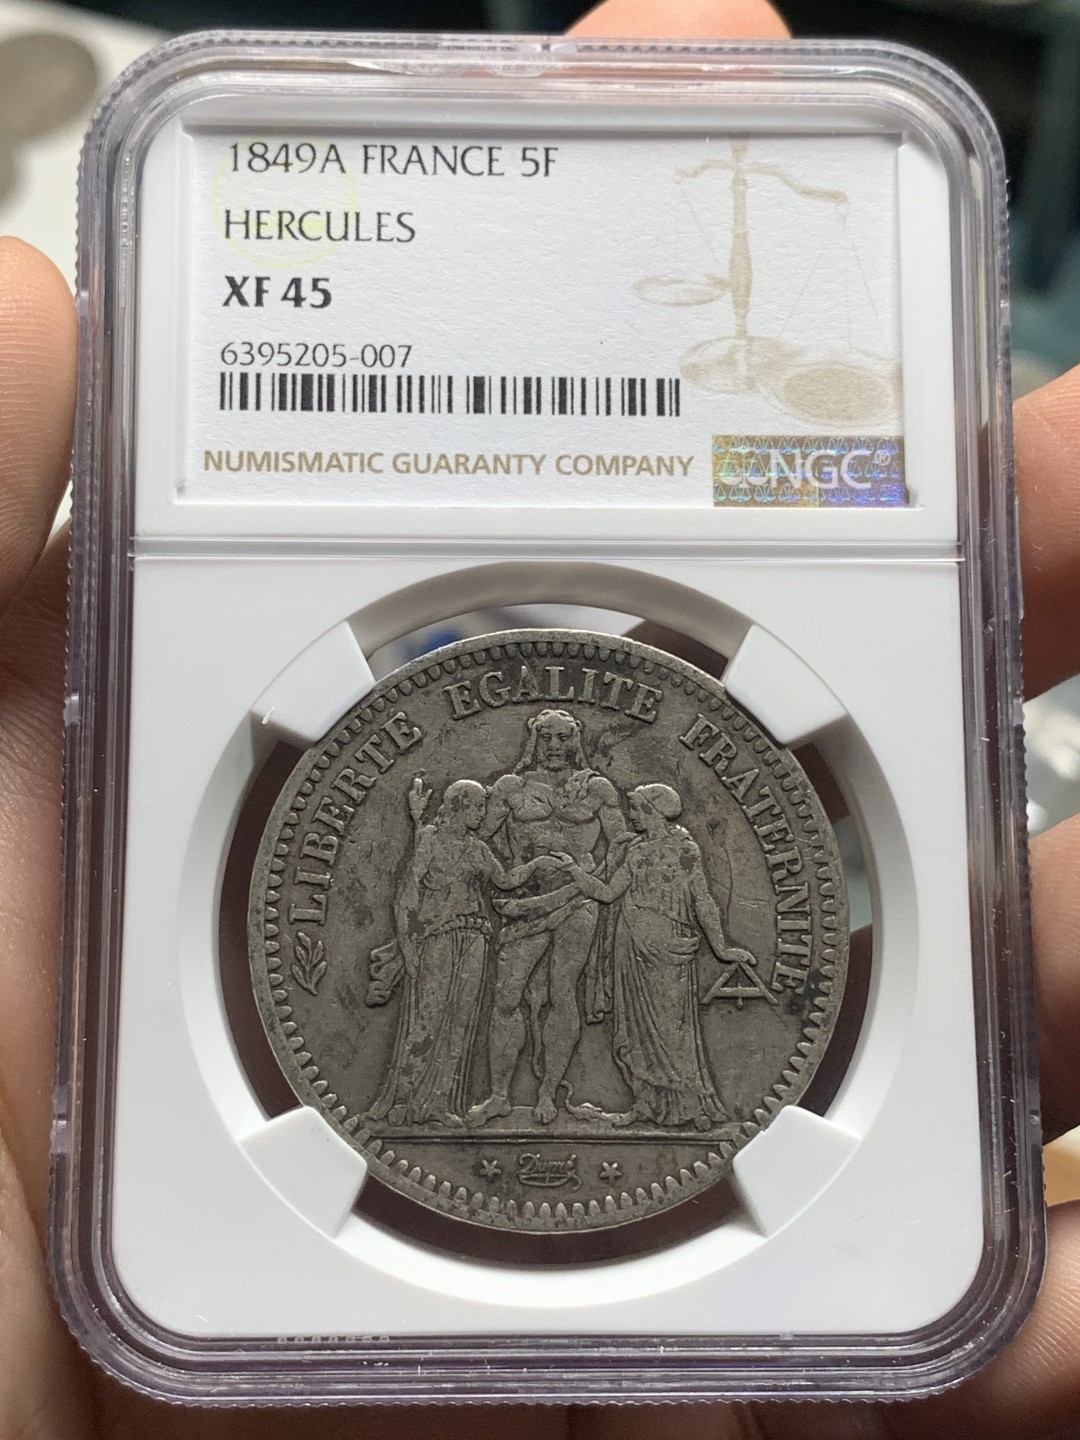 1849A FRANCE 5F
HERCULES
XF 45
6395205-007
NUMISMATIC GUARANTY COMPANY
NGC®
LIBERTE EGALITE FRATERNITE